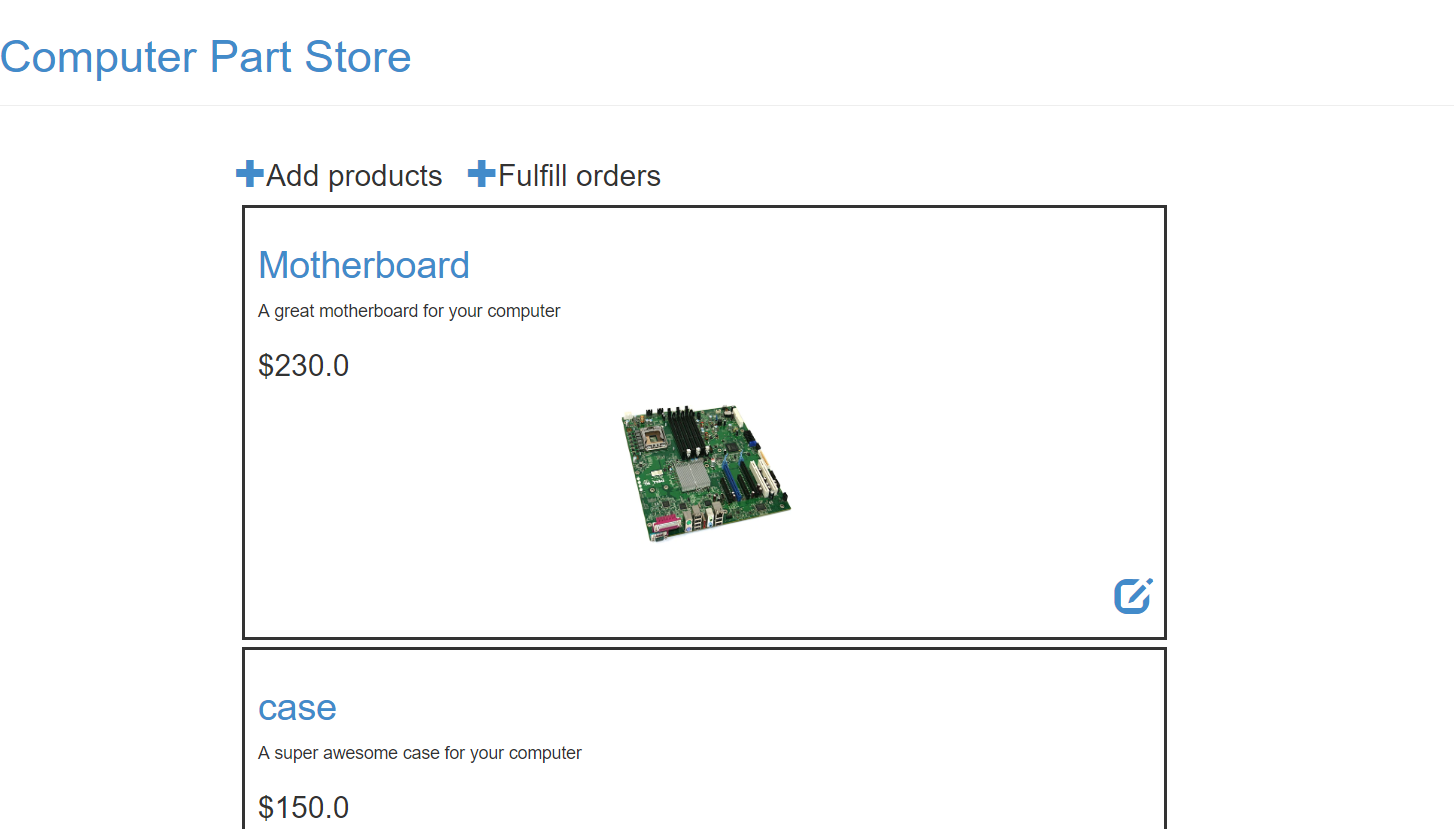 Computer Part Store
Add products Fulfill orders
Motherboard
A great motherboard for your computer
$230.0
case
A super awesome case for your computer
$150.0